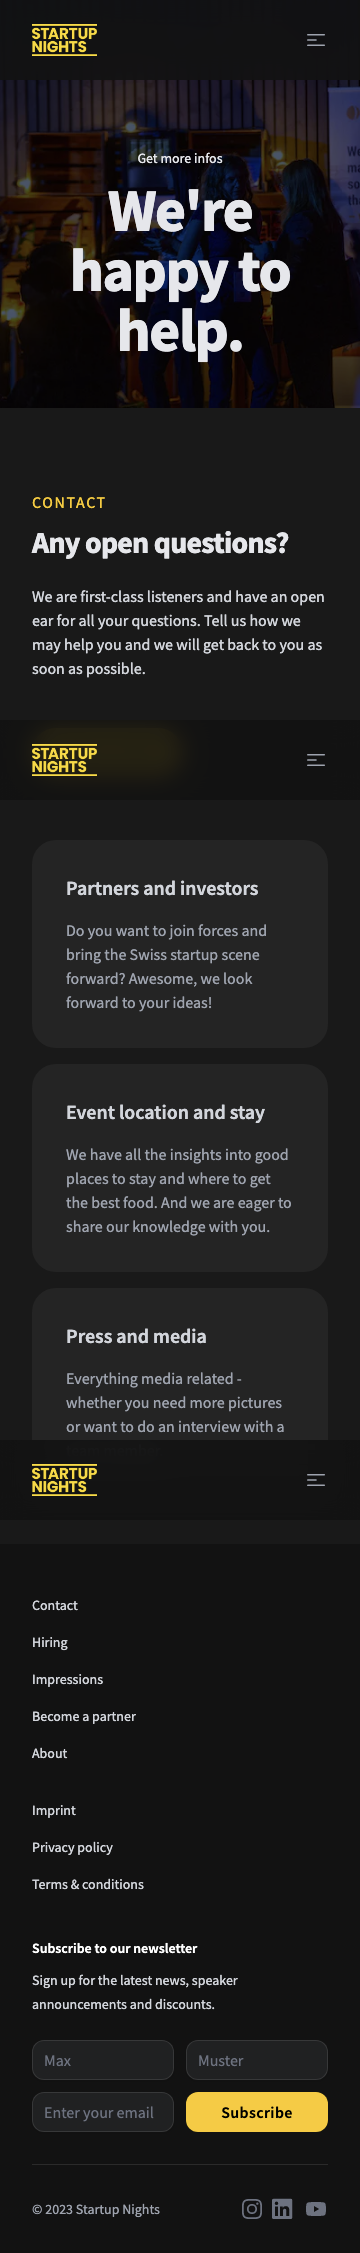 STARTUP
NIGHTS
Get more infos
We're
happy to
help.
CONTACT
Any open questions?
We are first-class listeners and have an open
ear for all your questions. Tell us how we
may help you and we will get back to you as
soon as possible.
STARTUP
NIGHTS
Partners and investors
Do you want to join forces and
bring the Swiss startup scene
forward? Awesome, we look
forward to your ideas!
Event location and stay
We have all the insights into good
places to stay and where to get
the best food. And we are eager to
share our knowledge with you.
Press and media
Everything media related -
whether you need more pictures
or want to do an interview with a
STARTUP
NIGHTS
Contact
Hiring
Impressions
Become a partner
About
Imprint
Privacy policy
Terms & conditions
Subscribe to our newsletter
Sign up for the latest news, speaker
announcements and discounts.
Max Muster
Enter your email Subscribe
© 2023 Startup Nights